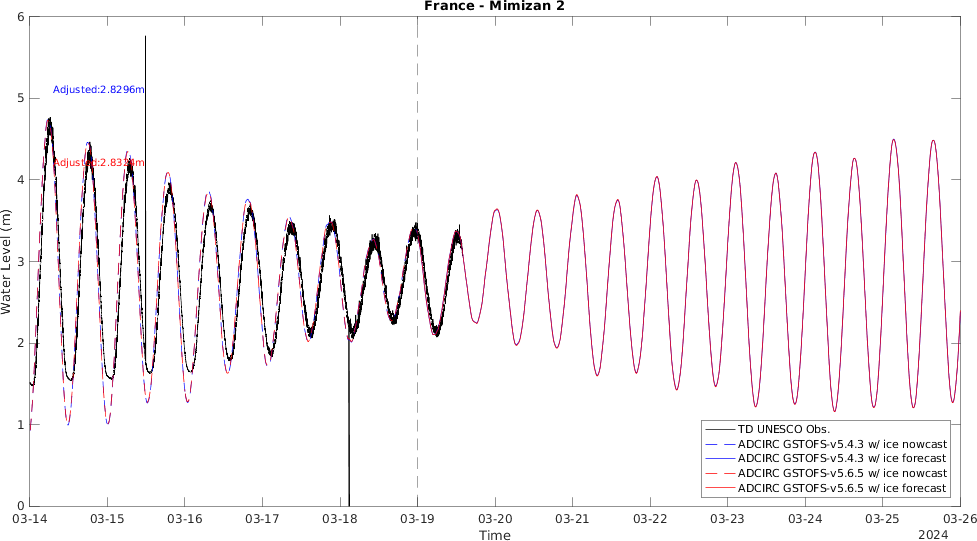 France - Mimizan 2
6
5
4
3
2
1
0
Water Level (m)
Adjusted:2.8296m
03-14
03-15
03-16
03-17
03-18
03-19
03-20
03-21
03-22
03-23
03-24
03-25
03-26
Time
2024
TD UNESCO Obs.
ADCIRC GSTOFS-v5.4.3 w/ ice nowcast
ADCIRC GSTOFS-v5.4.3 w/ ice forecast
ADCIRC GSTOFS-v5.6.5 w/ ice nowcast
ADCIRC GSTOFS-v5.6.5 w/ ice forecast